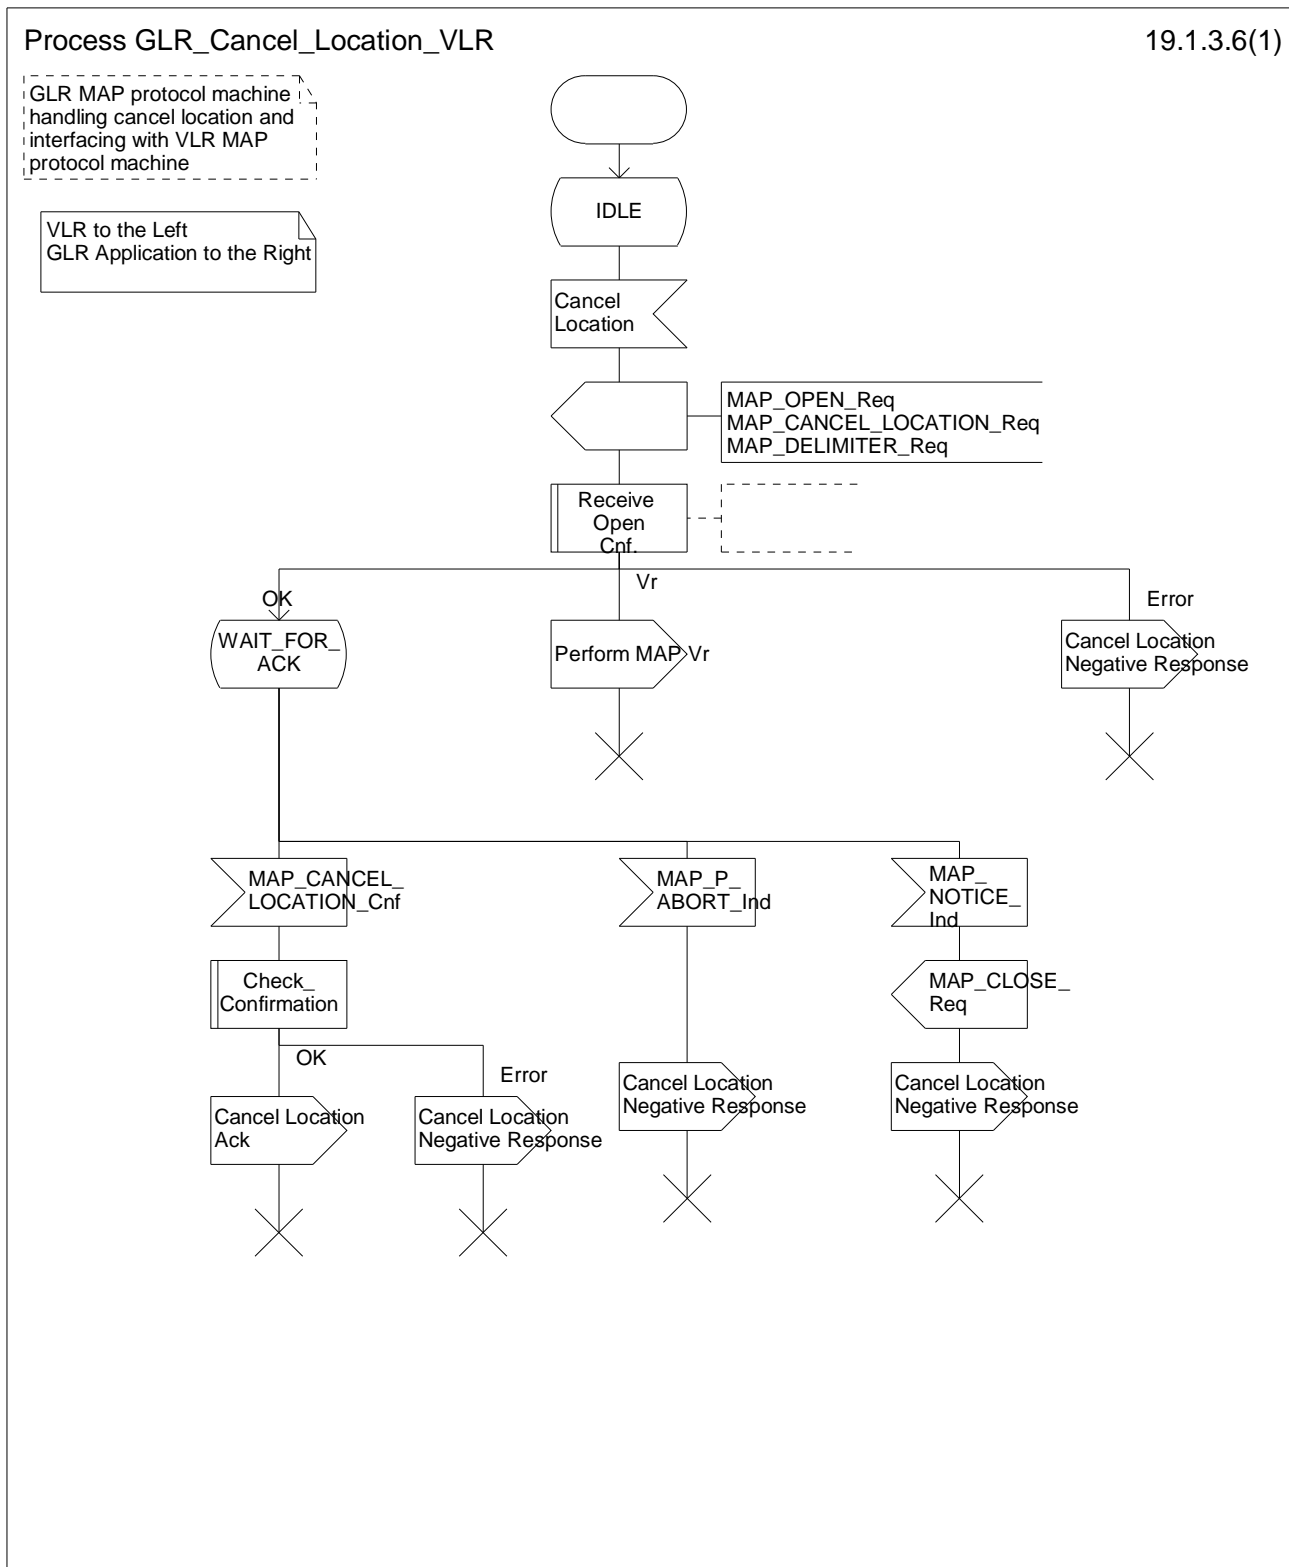 Process GLR_Cancel_Location_VLR
19.1.3.6(1)
GLR MAP protocol machine
handling cancel location and
interfacing with VLR MAP
protocol machine
VLR to the Left
GLR Application to the Right
IDLE
Cancel
Location
MAP_OPEN_Req
MAP_CANCEL_LOCATION_Req
MAP_DELIMITER_Req
Receive
Open
Cnf.
Vr
OK
Error
WAIT_FOR_
ACK
Perform MAP Vr
Cancel Location
Negative Response
MAP_CANCEL_
LOCATION_Cnf
MAP_P_
ABORT_Ind
MAP_
NOTICE_
Ind
Check_
Confirmation
MAP_CLOSE_
Req
OK
Error
Cancel Location
Ack
Cancel Location
Negative Response
Cancel Location
Negative Response
Cancel Location
Negative Response